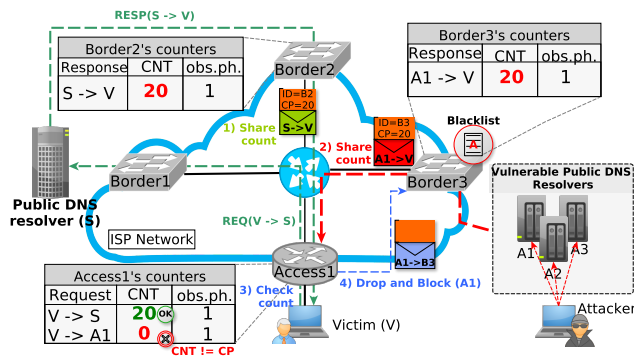 RESP(S -> V)
Border2's counters
Response CNT obs.ph.
S -> V 20 1
Border3's counters
Response CNT obs.ph.
A1 -> V 20 1
Border2
ID=B2
CP=20
S->V
1) Share
count
ID=B3
CP=20
A1->V
2) Share
count
Blacklist
A
Border1
Border3
Public DNS
resolver (S)
Vulnerable Public DNS
Resolvers
A1
A2
A3
REQ(V -> S)
ISP Network
Access1
A1->B3
Access1's counters
Request CNT obs.ph.
V -> S 20 OK 1
V -> A1 0 1
CNT != CP
3) Check
count
4) Drop and Block (A1)
Victim (V)
Attacker